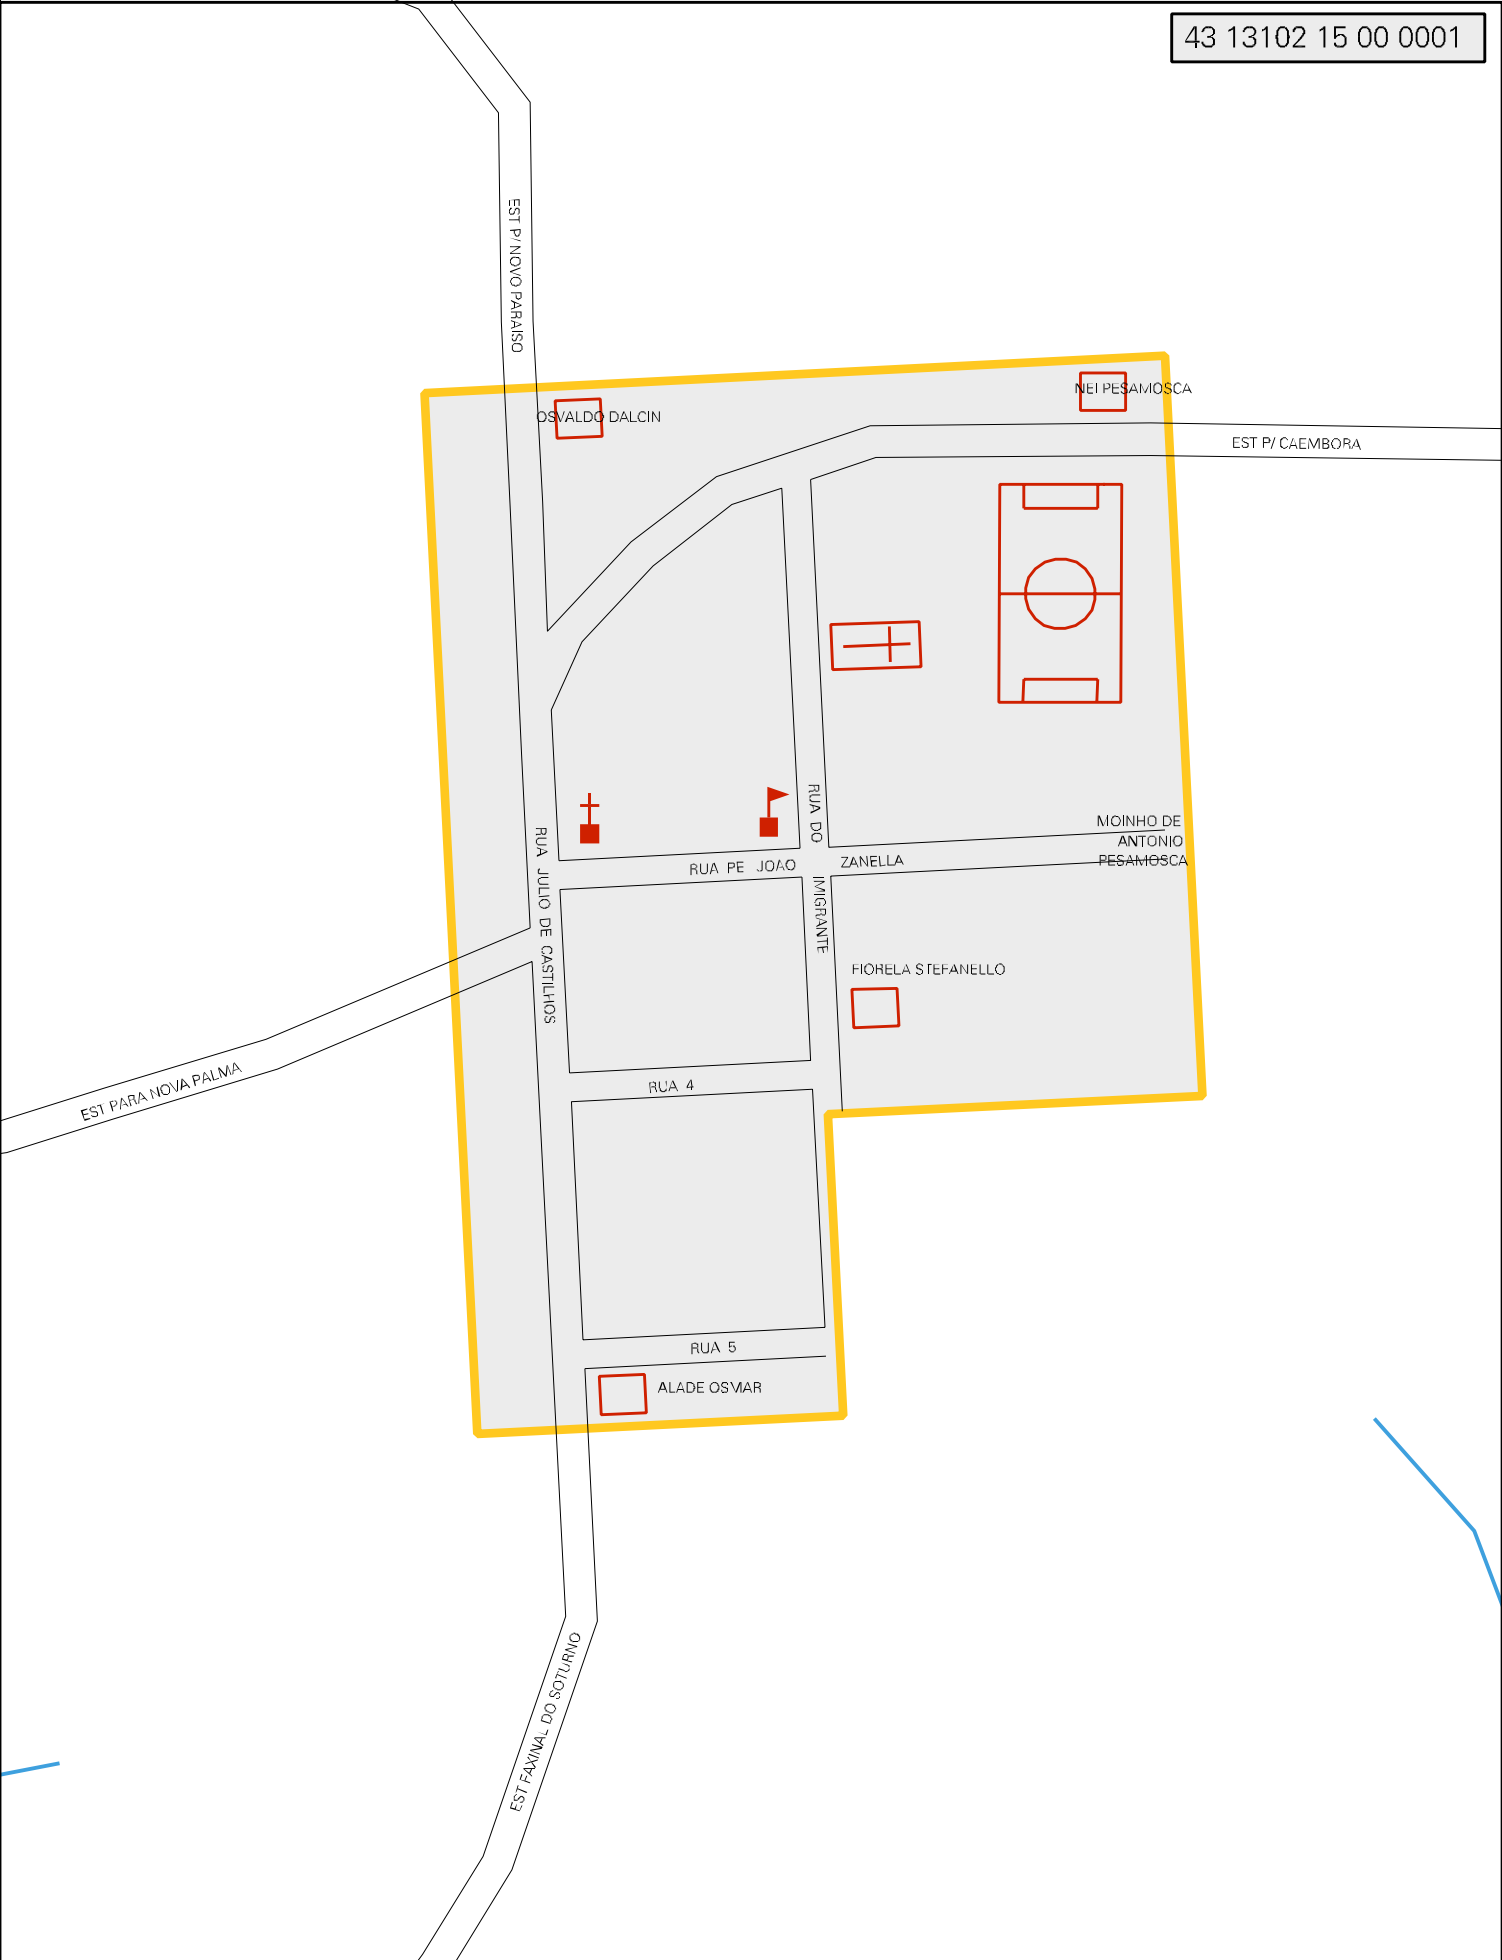 43 13102 15 00 0001
EST P/ NOVO PARAISO
NEI PESAMOSCA
OSVALDO DALCIN
EST P/ CAEMBORA
RUA DO IMIGRANTE
MOINHO DE
ANTONIO
PESAMOSCA
RUA PE JOAO ZANELLA
RUA JULIO DE CASTILHOS
FIORELA STEFANELLO
EST PARA NOVA PALMA
RUA 4
RUA 5
ALADE OSMAR
EST FAXINAL DO SOTURNO